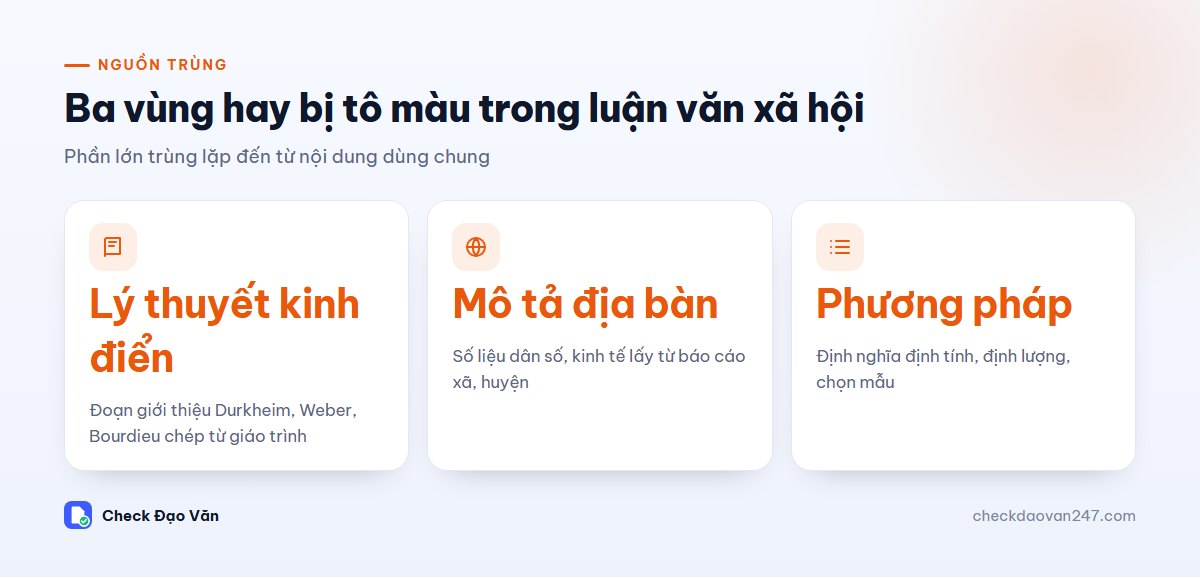 NGUỒN TRÙNG
Ba vùng hay bị tô màu trong luận văn xã hội
Phần lớn trùng lặp đến từ nội dung dùng chung
Lý thuyết kinh
điển
Đoạn giới thiệu Durkheim, Weber,
Bourdieu chép từ giáo trình
Mô tả địa bàn
Số liệu dân số, kinh tế lấy từ báo cáo
xã, huyện
Phương pháp
Định nghĩa định tính, định lượng,
chọn mẫu
Check Đạo Văn
checkdaovan247.com